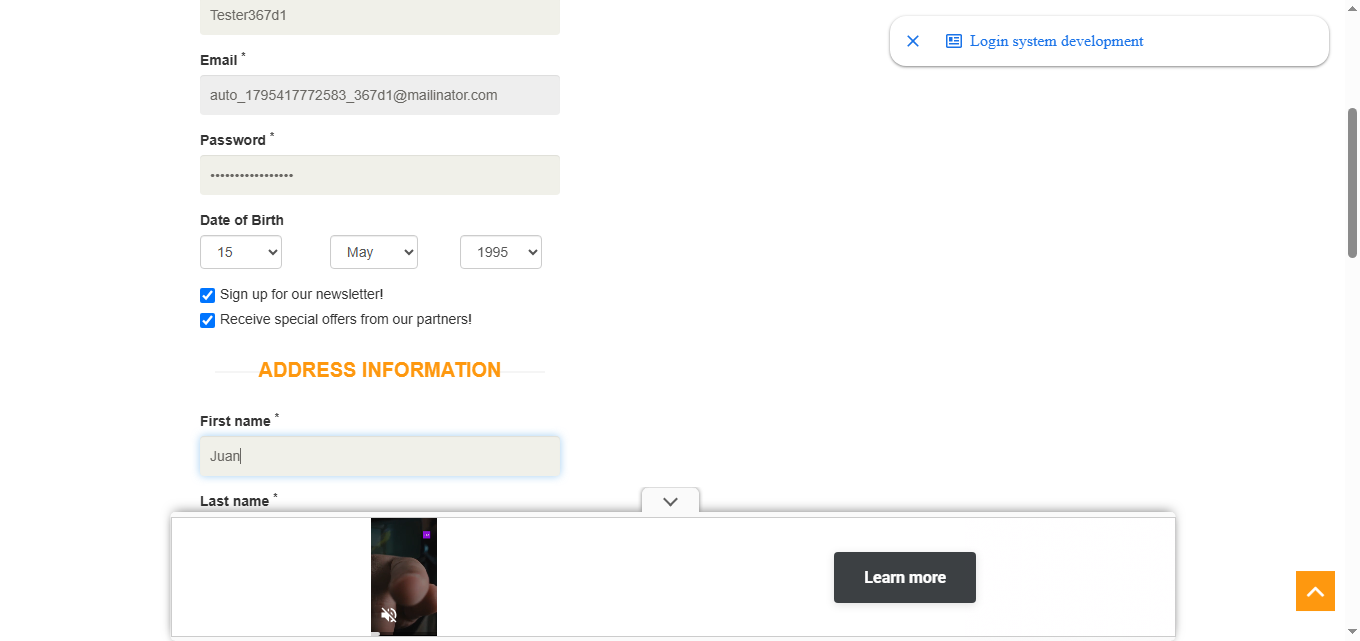 Tester367d1
Login system development
Email *
auto_1795417772583_367d1@mailinator.com
Password *
•••••••••••••••••
Date of Birth
15 May 1995
Sign up for our newsletter!
Receive special offers from our partners!
ADDRESS INFORMATION
First name *
Juan
Last name *
Learn more